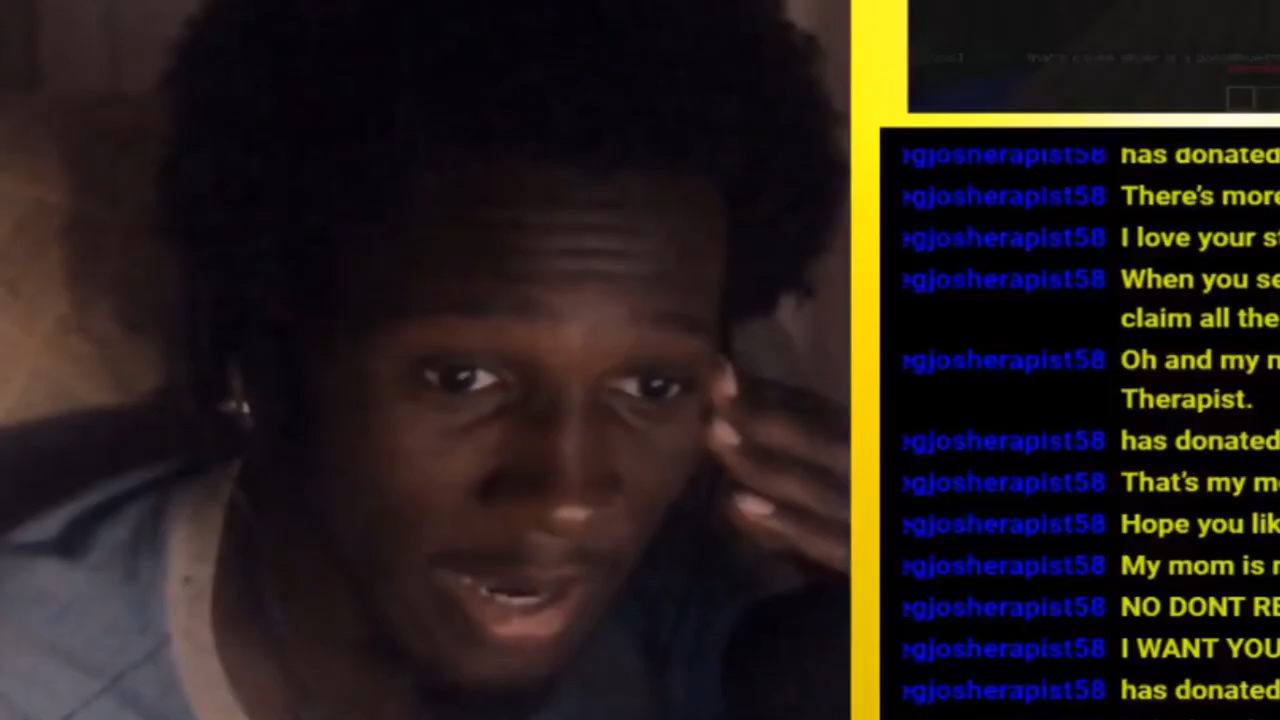 egjosherapist58 has donated
egjosherapist58 There's more
egjosherapist58 I love your
egjosherapist58 When you
claim all the
egjosherapist58 Oh and my
Therapist.
egjosherapist58 has donated
egjosherapist58 That's my
egjosherapist58 Hope you
egjosherapist58 My mom is
egjosherapist58 NO DONT
egjosherapist58 I WANT YOU
egjosherapist58 has donated